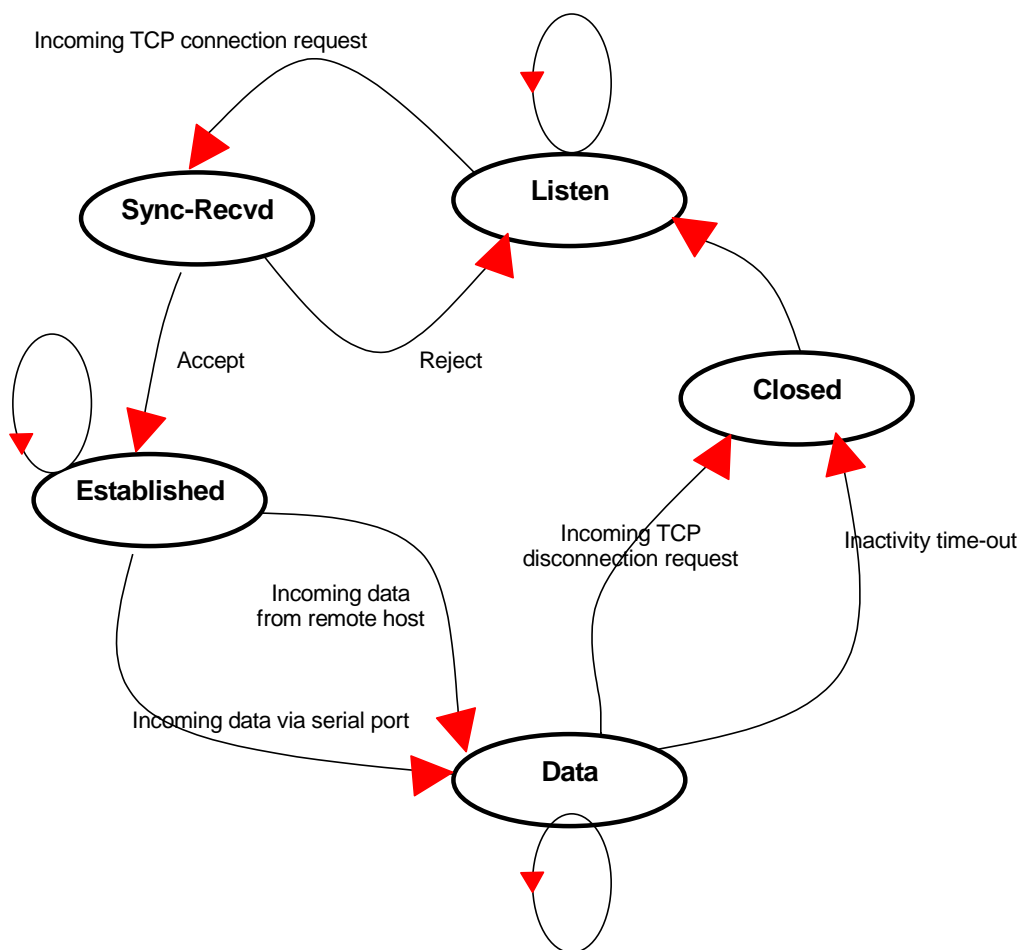 Incoming TCP connection request
Listen
Sync-Recvd
Accept
Reject
Closed
Established
Incoming TCP
disconnection request
Inactivity time-out
Incoming data
from remote host
Incoming data via serial port
Data